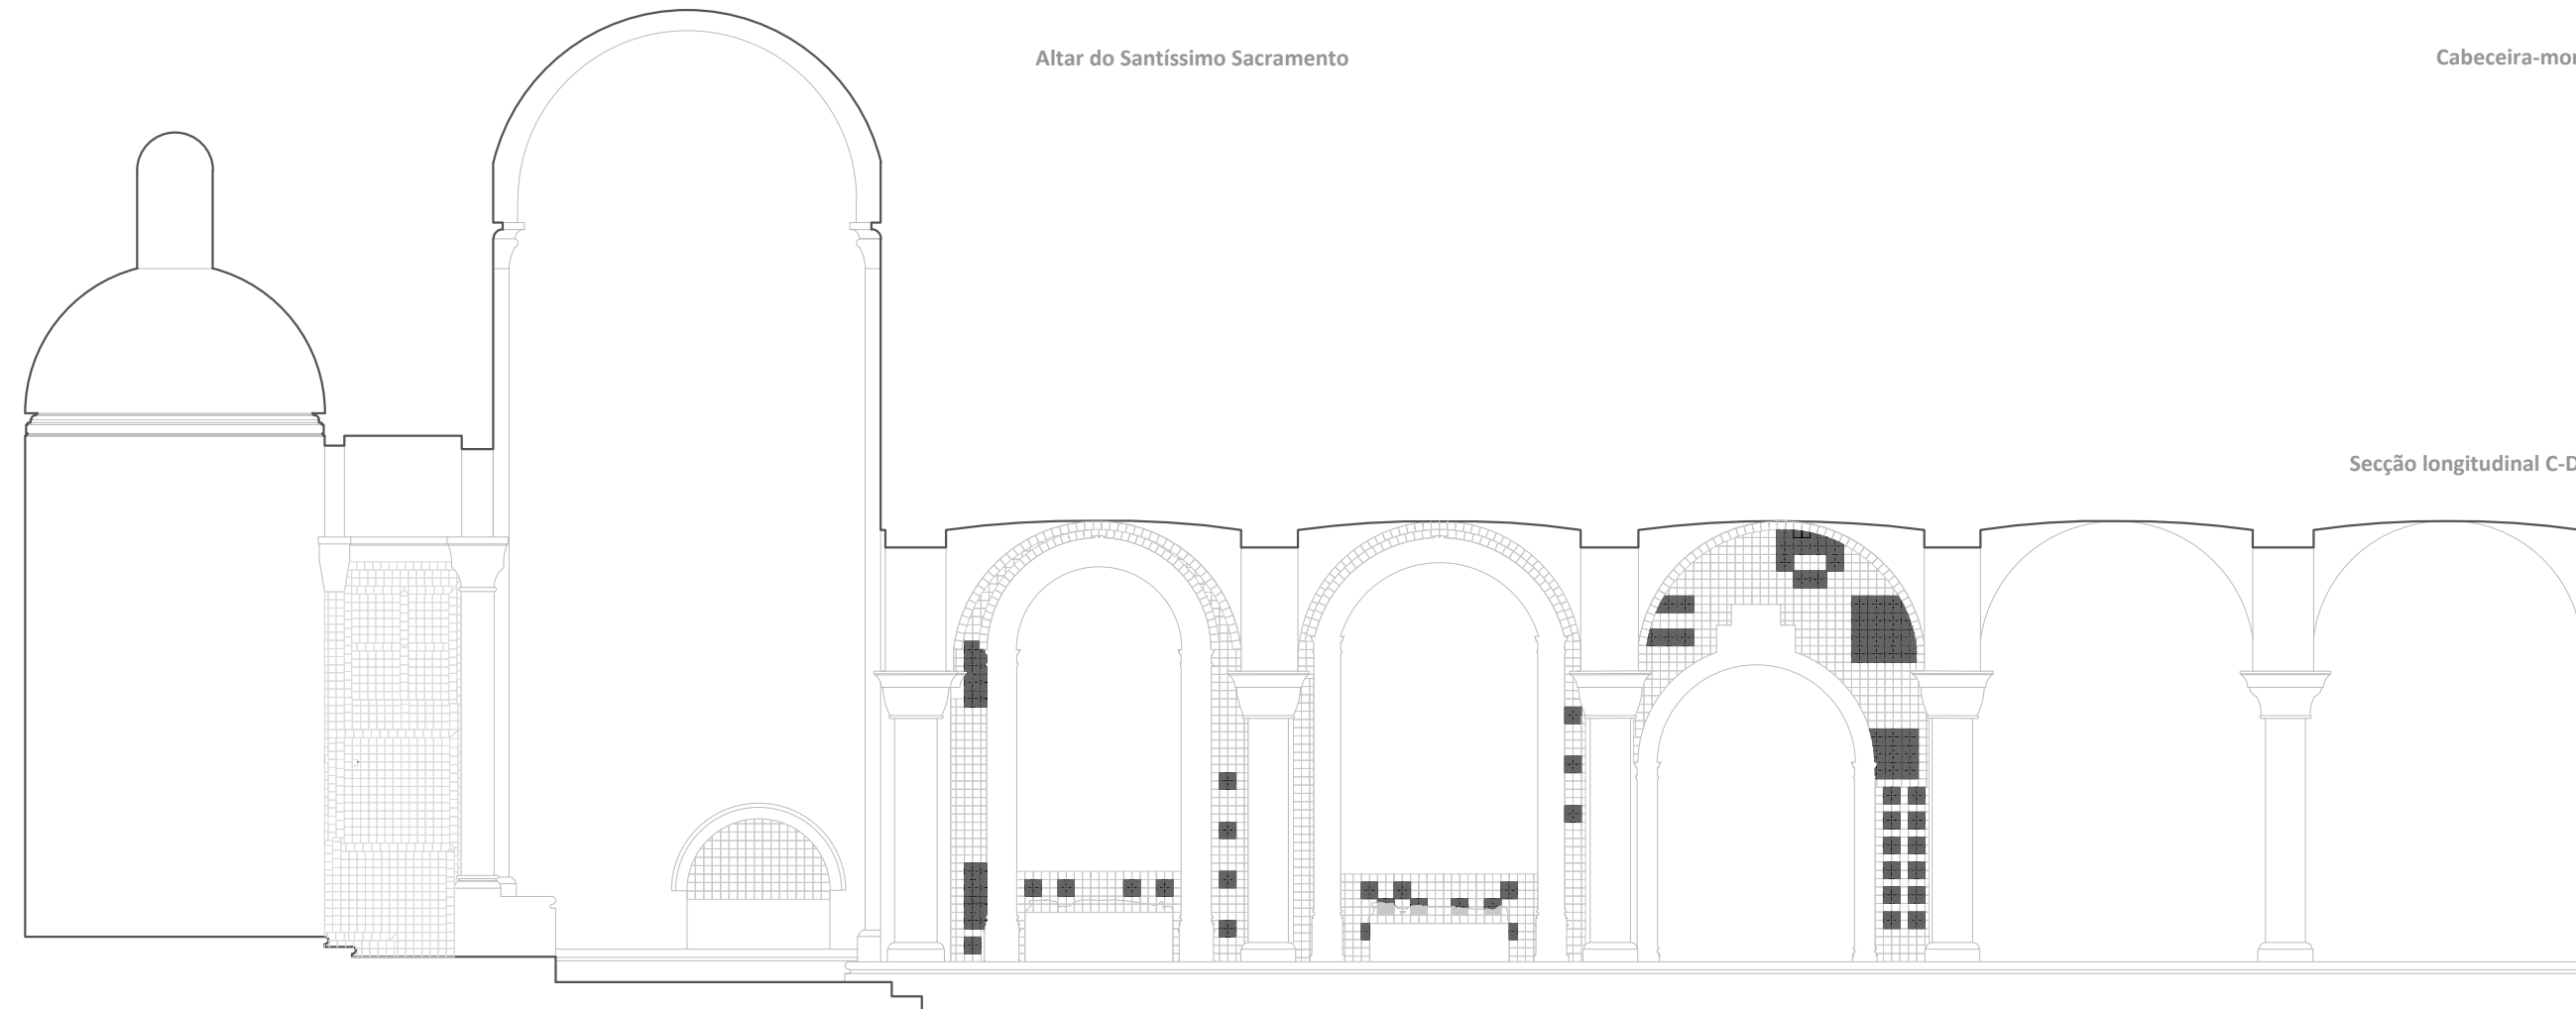 Altar do Santíssimo Sacramento
Cabeceira-mor
Secção longitudinal C-D